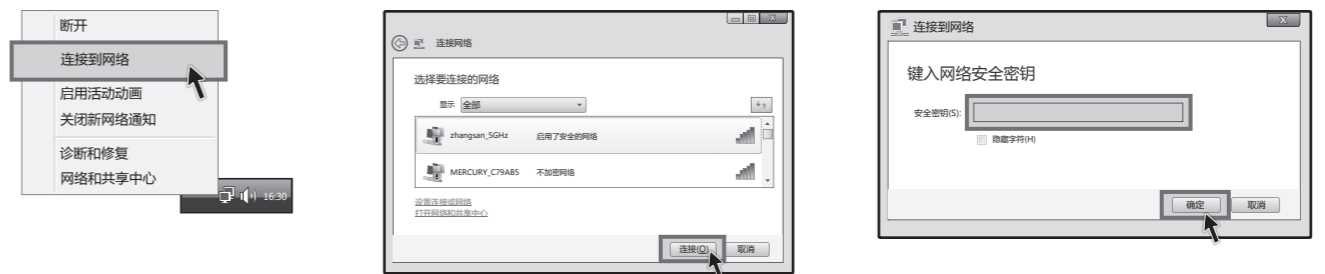 断开
连接到网络
启用活动动画
关闭新网络通知
诊断和修复
网络和共享中心
16:30
连接网络
选择要连接的网络
显示 全部
zhangsan_5GHz 启用了安全的网络
MERCURY_C79AB5 不加密网络
设置连接或网络
打开网络和共享中心
连接(O) 取消
连接到网络
键入网络安全密钥
安全密钥(S):
隐藏字符(H)
确定 取消